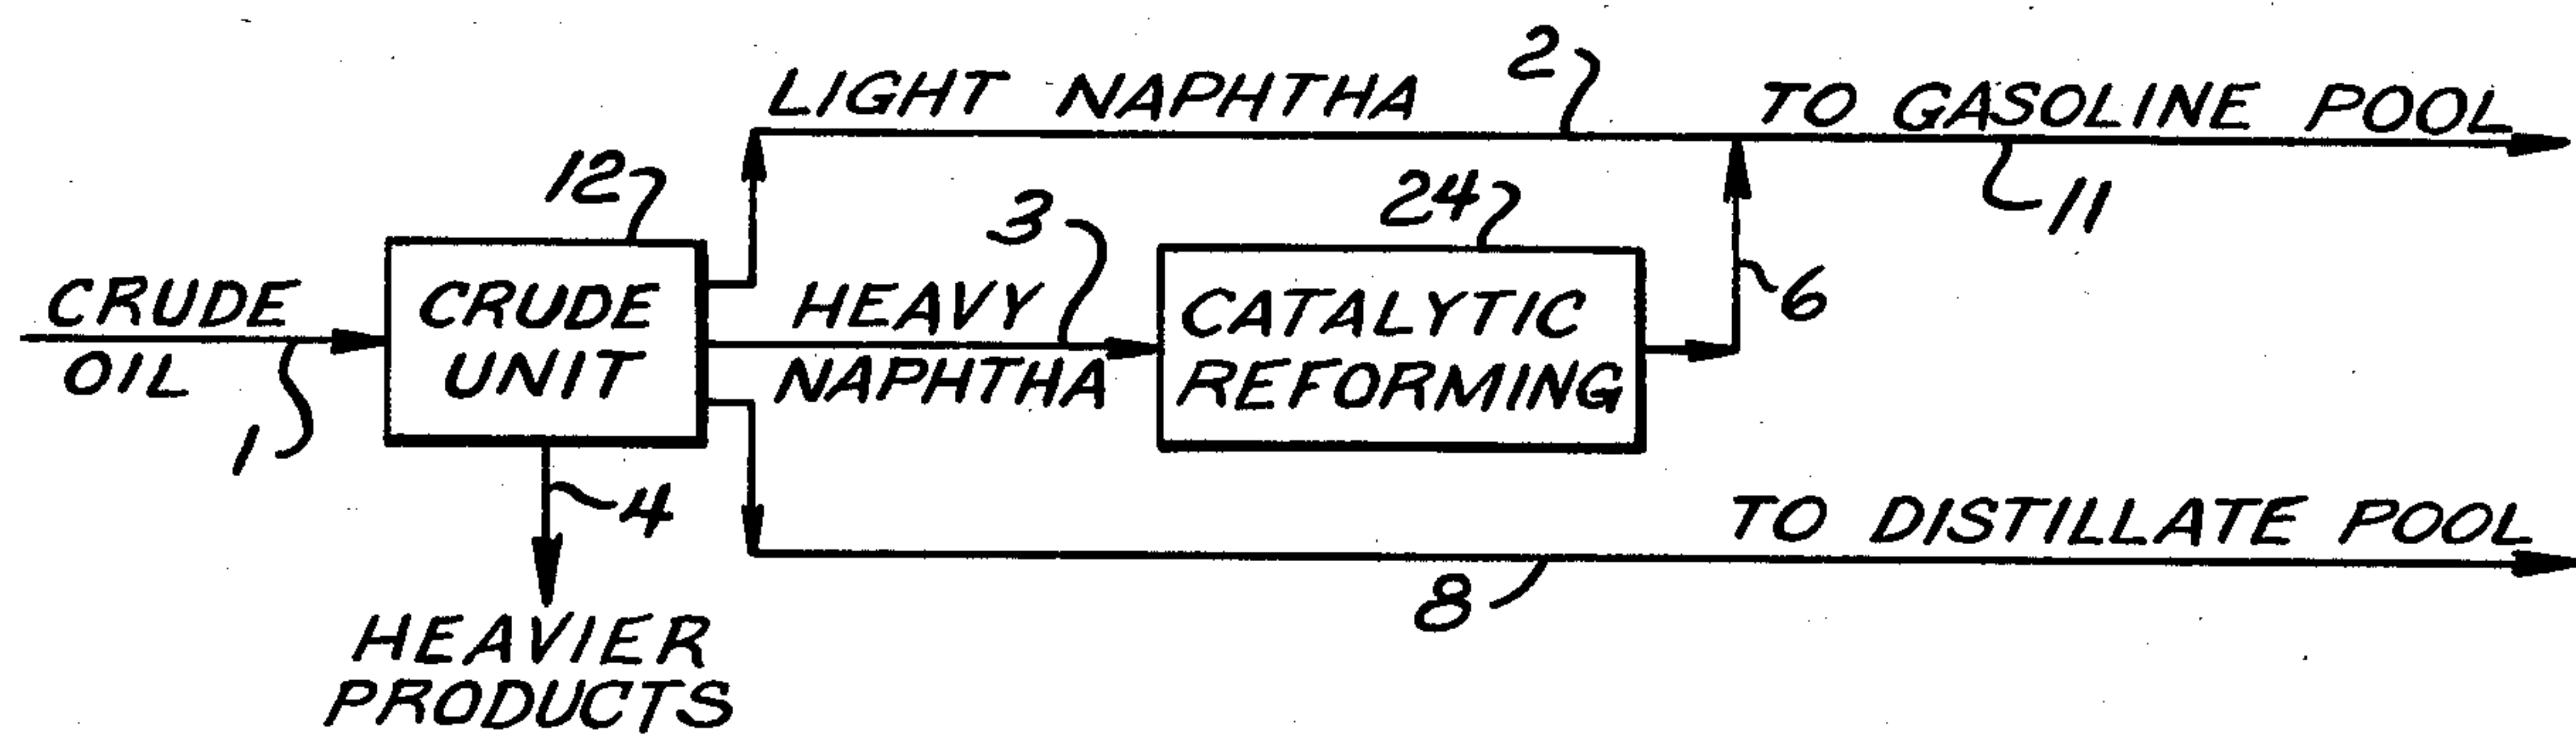 2
LIGHT NAPHTHA
TO GASOLINE POOL
12
3
24
11
CRUDE
OIL
1
CRUDE
UNIT
HEAVY
NAPHTHA
CATALYTIC
REFORMING
6
4
TO DISTILLATE POOL
8
HEAVIER
PRODUCTS